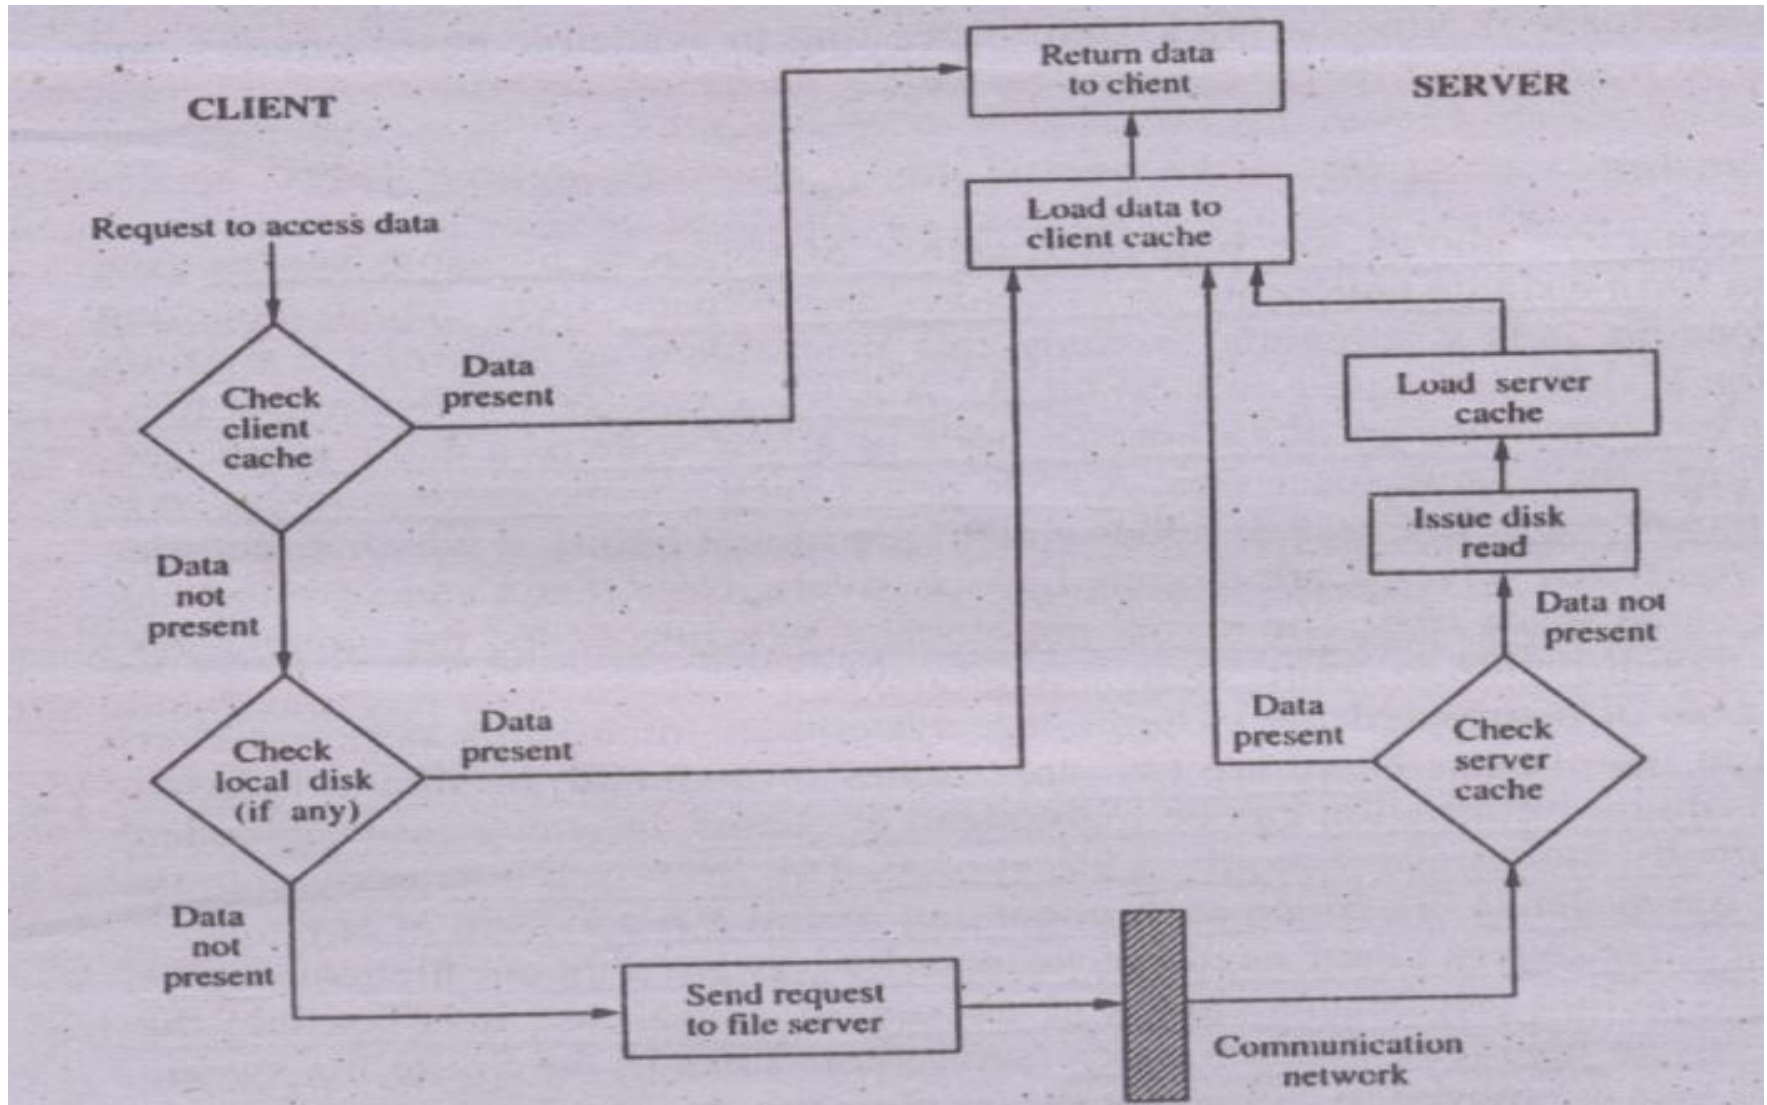 CLIENT
SERVER
Return data
to client
Load data to
client cache
Request to access data
Check
client
cache
Data
present
Data
not
present
Check
local disk
(if any)
Data
present
Data
not
present
Send request
to file server
Communication
network
Check
server
cache
Data
present
Data not
present
Issue disk
read
Load server
cache